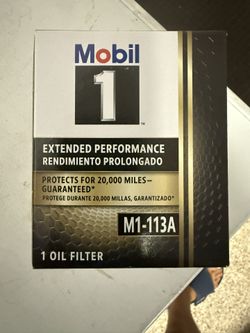 Mobil
1
™
EXTENDED PERFORMANCE
RENDIMIENTO PROLONGADO
PROTECTS FOR 20,000 MILES–
GUARANTEED*
PROTEGE DURANTE 20,000 MILLAS, GARANTIZADO*
M1-113A
1 OIL FILTER